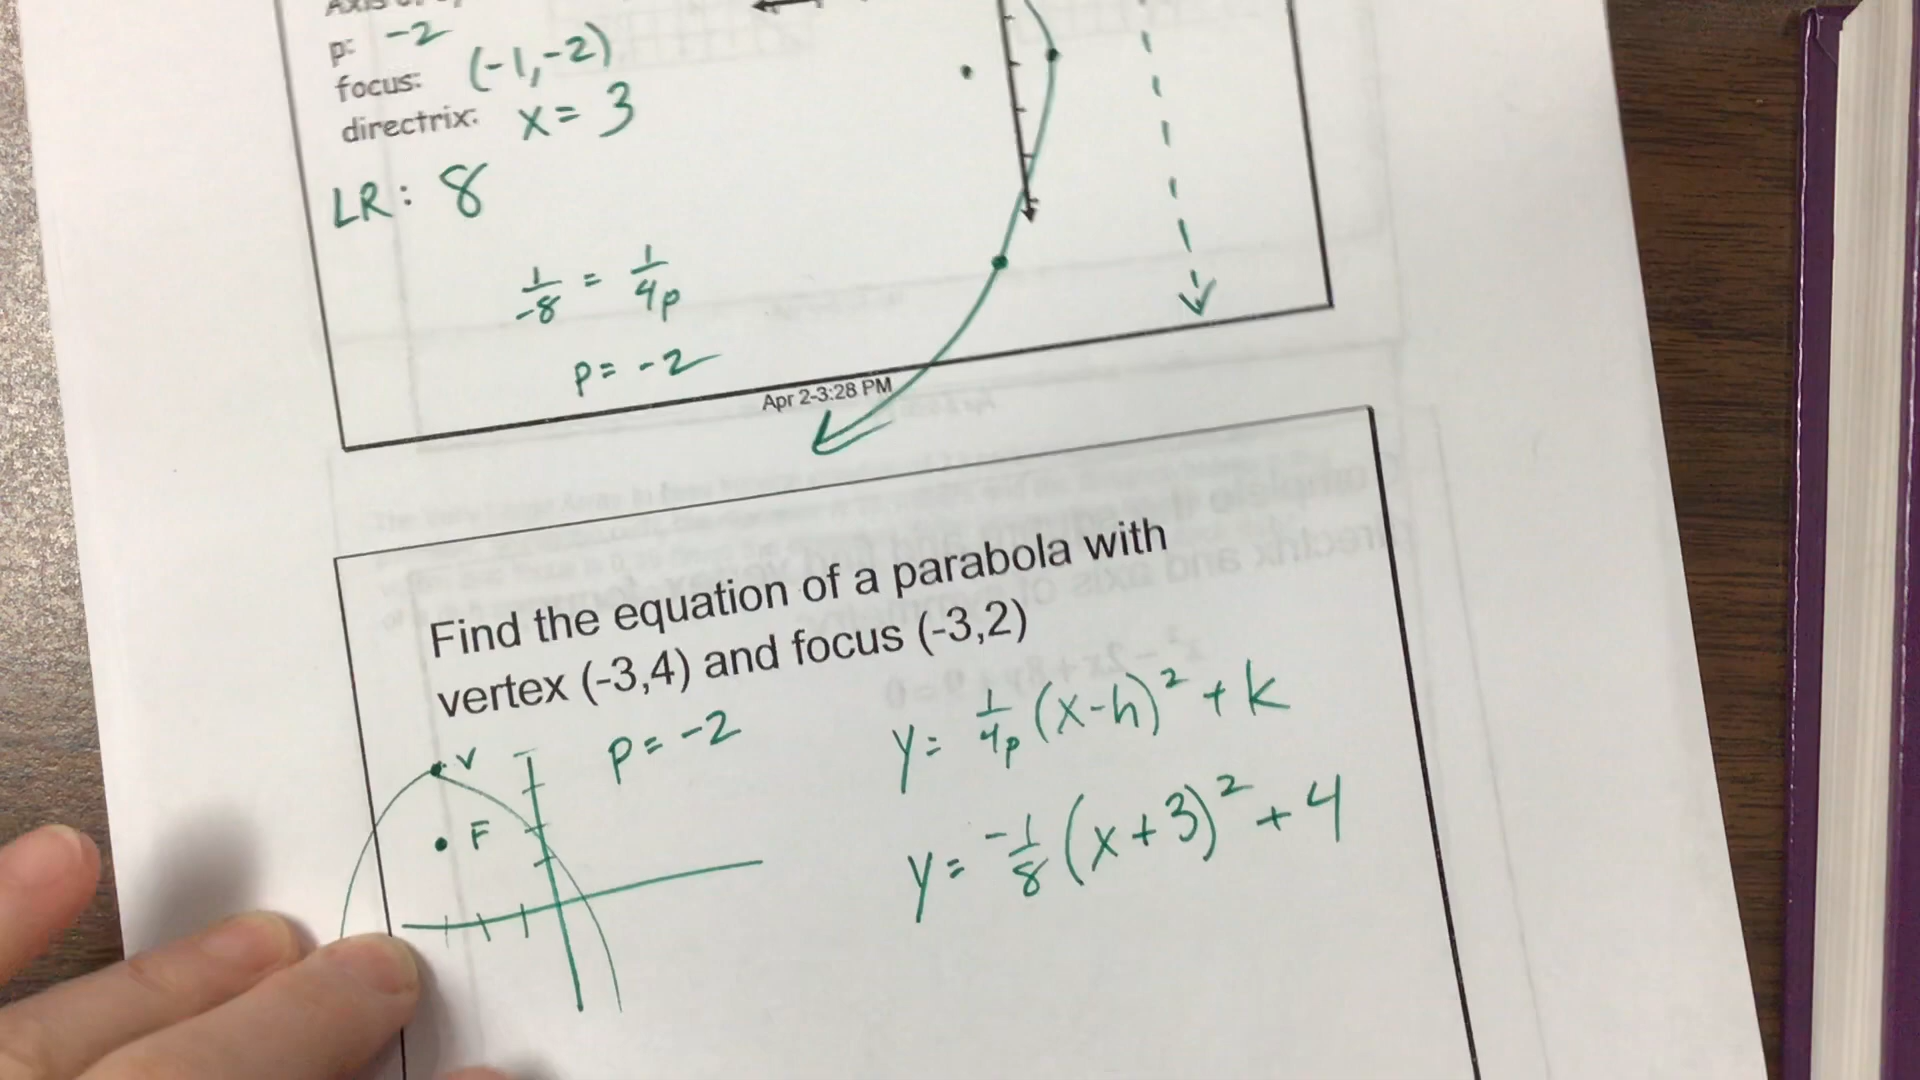 p: -2
focus: (-1,-2)
directrix: x = 3
LR: 8
1/-8 = 1/4p
p = -2
Apr 2-3:28 PM
Find the equation of a parabola with
vertex (-3,4) and focus (-3,2)
p = -2
y = 1/4p (x-h)² + k
V
F
y = -1/8 (x+3)² + 4